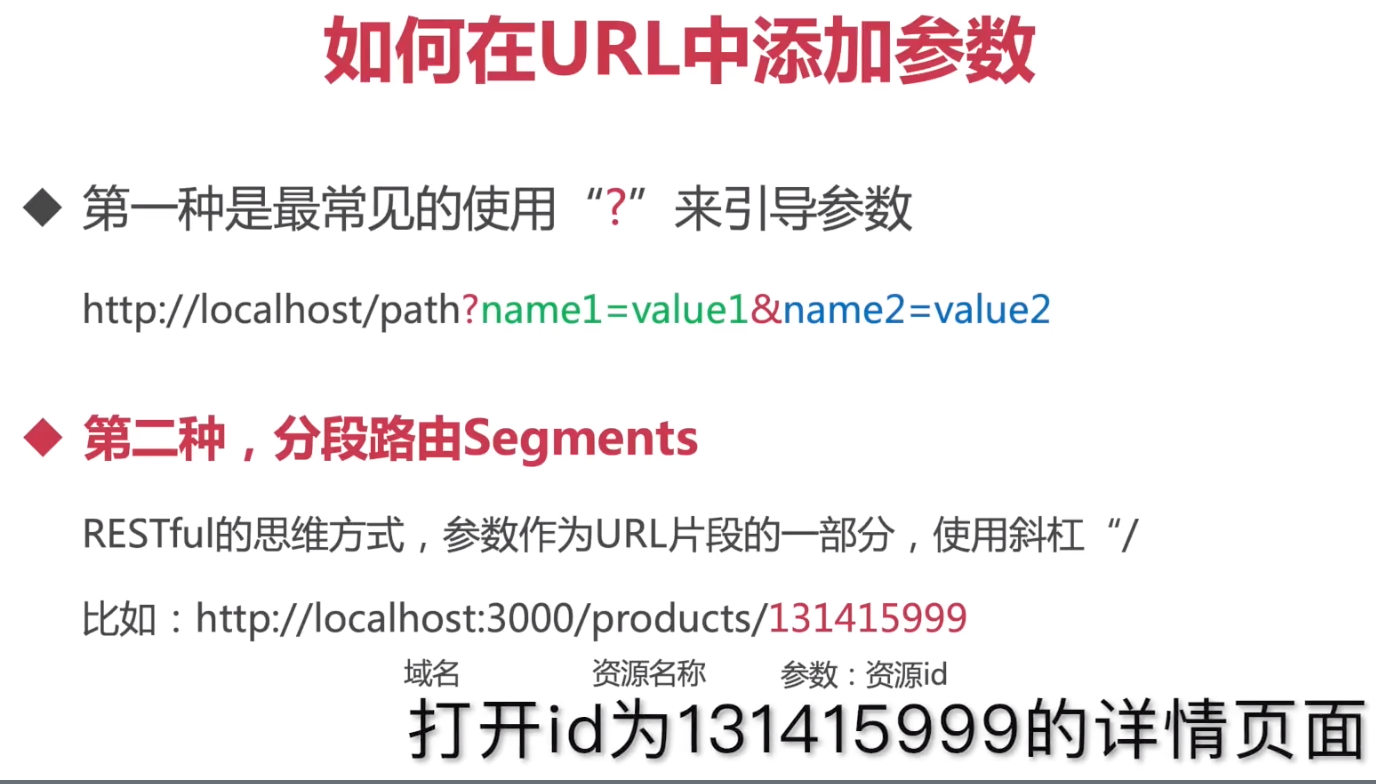 如何在URL中添加参数
第一种是最常见的使用“?”来引导参数
http://localhost/path?name1=value1&name2=value2
第二种，分段路由Segments
RESTful的思维方式，参数作为URL片段的一部分，使用斜杠“/
比如：http://localhost:3000/products/131415999
域名 资源名称 参数：资源id
打开id为131415999的详情页面